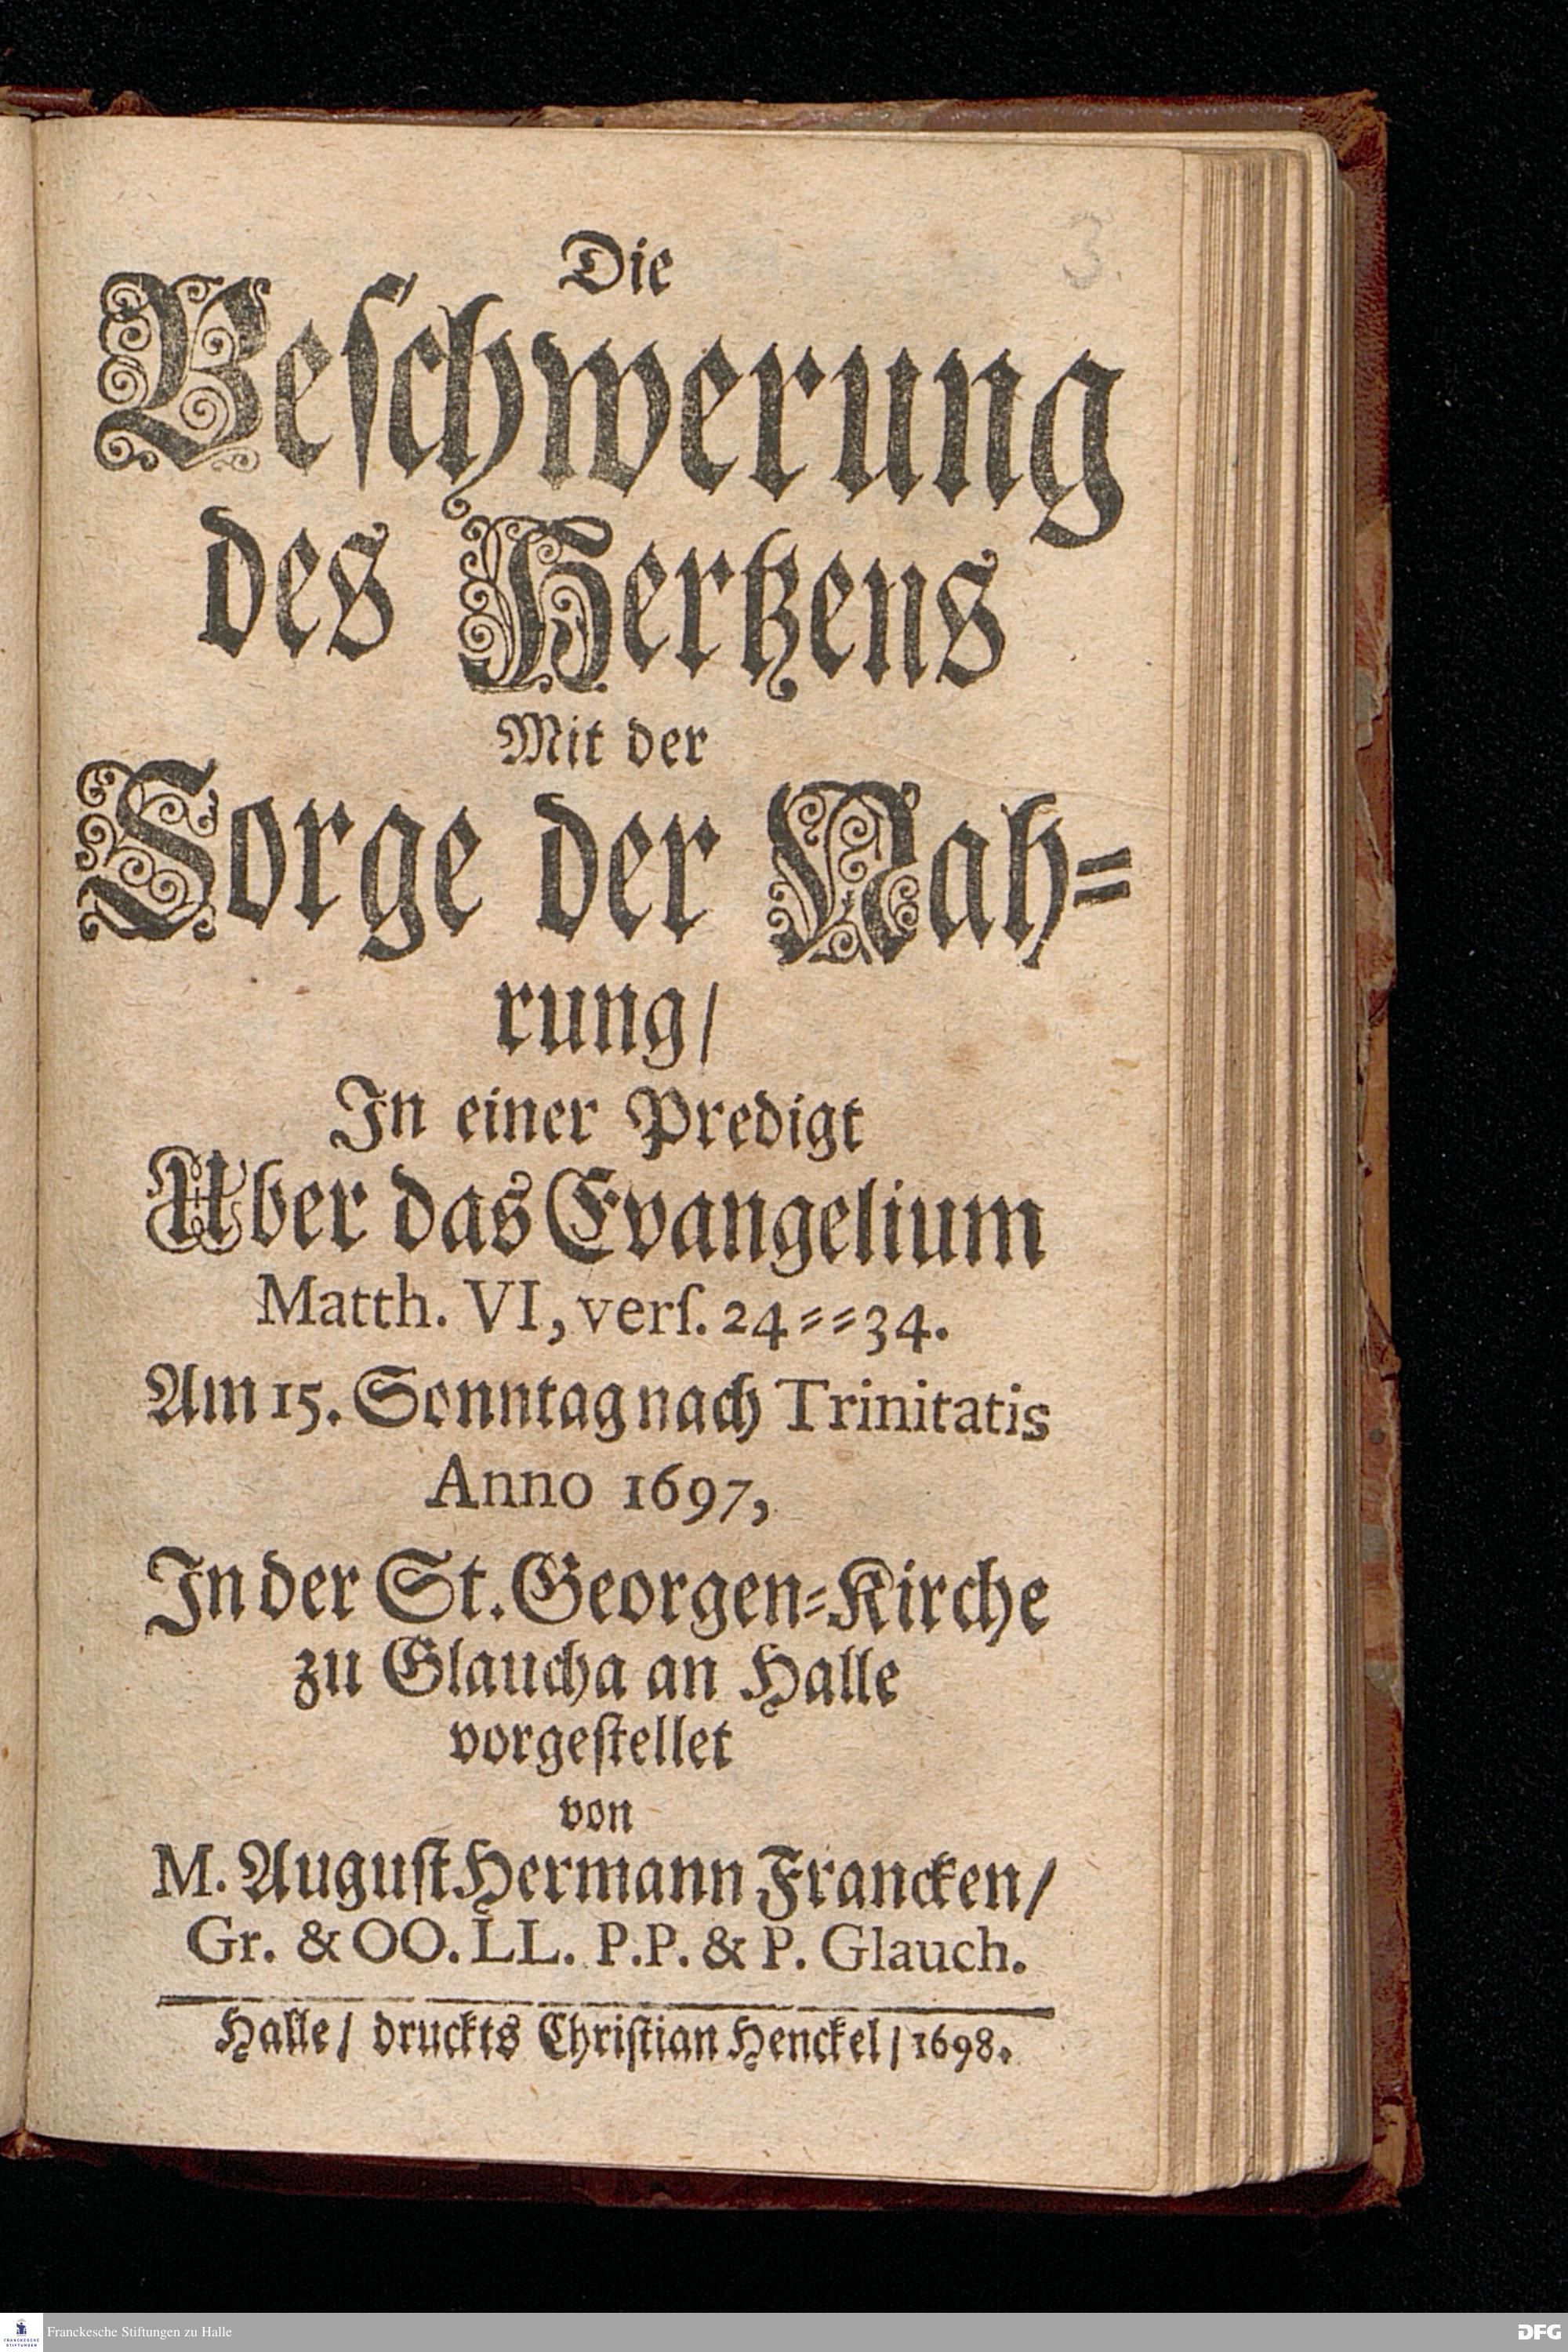 3.
Die
Beſchwerung
des Hertzens
Mit der
Sorge der Nah=
rung/
In einer Predigt
Uber das Evangelium
Matth. VI, verſ. 24==34.
Am 15. Sonntag nach Trinitatis
Anno 1697,
In der St. Georgen=Kirche
zu Glaucha an Halle
vorgeſtellet
von
M. Auguſt Hermann Francken/
Gr. & OO. LL. P.P. & P. Glauch.
Halle/ druckts Chriſtian Henckel/ 1698.
FRANCKESCHE
STIFTUNGEN
Franckesche Stiftungen zu Halle
DFG